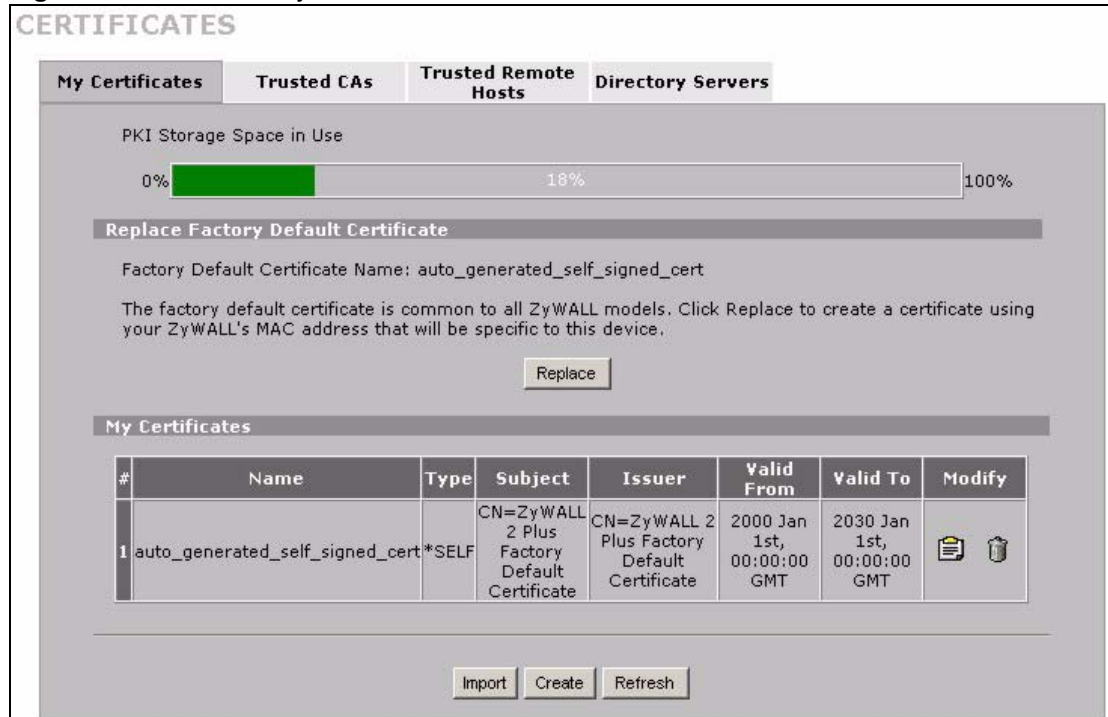 CERTIFICATES
My Certificates
Trusted CAs
Trusted Remote
Hosts
Directory Servers
PKI Storage Space in Use
0%
18%
100%
Replace Factory Default Certificate
Factory Default Certificate Name: auto_generated_self_signed_cert
The factory default certificate is common to all ZyWALL models. Click Replace to create a certificate using
your ZyWALL's MAC address that will be specific to this device.
Replace
My Certificates
# Name Type Subject Issuer Valid From Valid To Modify
1 auto_generated_self_signed_cert *SELF
CN=ZyWALL
2 Plus
Factory
Default
Certificate
CN=ZyWALL 2
Plus Factory
Default
Certificate
2000 Jan
1st,
00:00:00
GMT
2030 Jan
1st,
00:00:00
GMT
Import
Create
Refresh